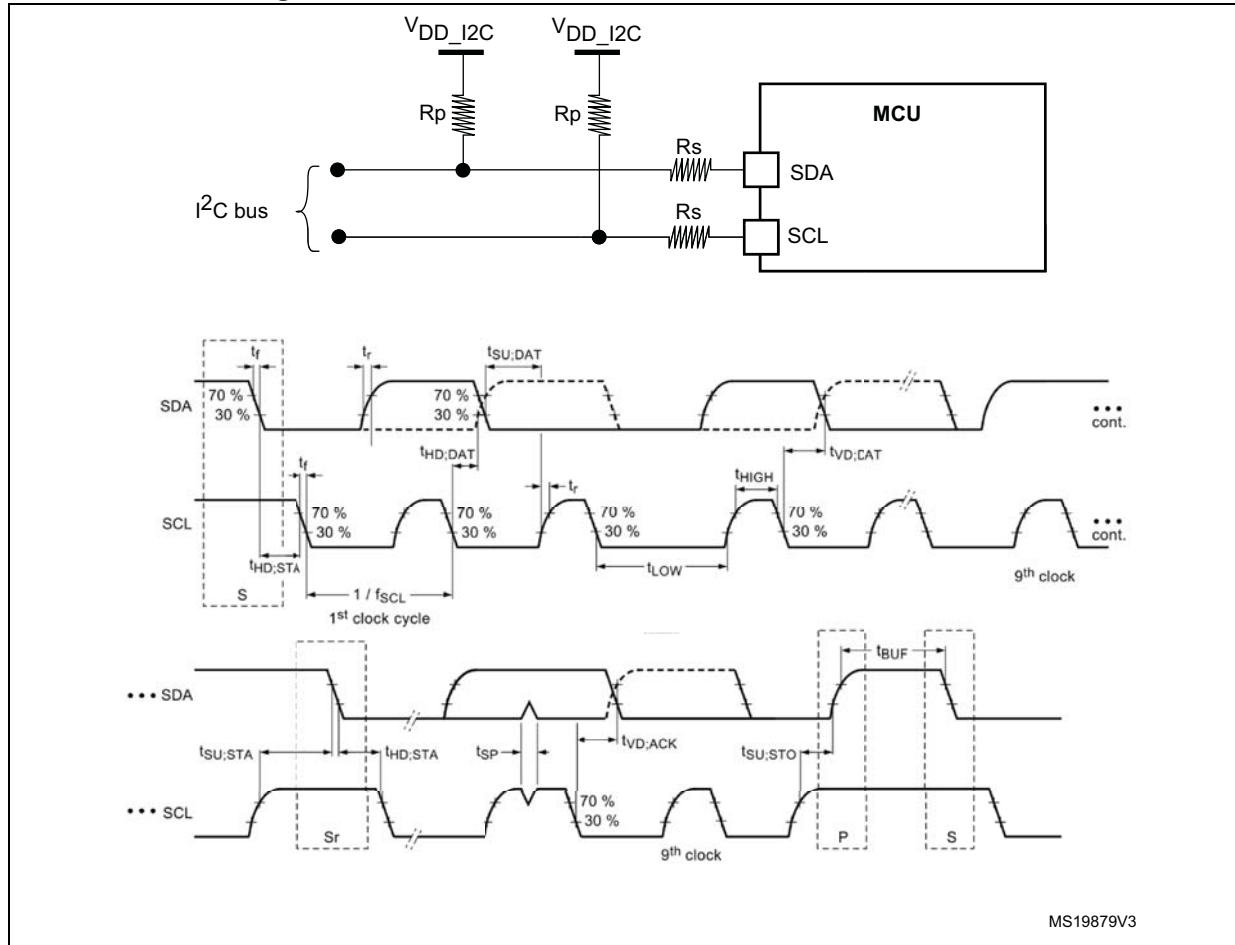 VDD_I2C VDD_I2C
Rp Rp
MCU
Rs
SDA
I2C bus
Rs
SCL
tf tr tSU;DAT
SDA 70 % 70 %
30 % 30 %
cont.
tHD;DAT tVD;DAT
tf tr tHIGH
SCL 70 % 70 % 70 %
30 % 30 % 30 %
cont.
tHD;STA tLOW 9th clock
S 1 / fSCL
1st clock cycle
tBUF
SDA
tSU;STA tHD;STA tSP tVD;ACK tSU;STO
70 %
SCL 30 %
Sr 9th clock P S
MS19879V3